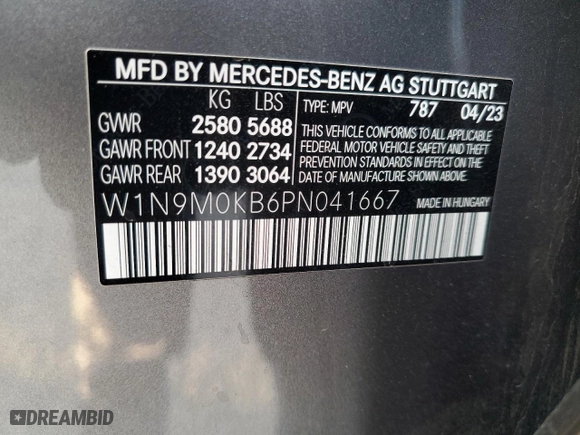 MFD BY MERCEDES-BENZ AG STUTTGART
KG LBS
TYPE: MPV 787 04/23
GVWR 2580 5688
GAWR FRONT 1240 2734
GAWR REAR 1390 3064
THIS VEHICLE CONFORMS TO ALL APPLICABLE
FEDERAL MOTOR VEHICLE SAFETY AND THEFT
PREVENTION STANDARDS IN EFFECT ON THE
DATE OF MANUFACTURE SHOWN ABOVE.
W1N9M0KB6PN041667
MADE IN HUNGARY
DREAMBID